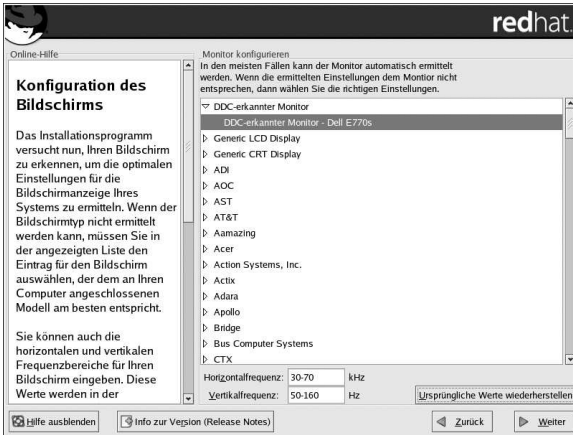 redhat.
Online-Hilfe
Konfiguration des
Bildschirms
Das Installationsprogramm
versucht nun, Ihren Bildschirm
zu erkennen, um die optimalen
Einstellungen für die
Bildschirmanzeige Ihres
Systems zu ermitteln. Wenn der
Bildschirmtyp nicht ermittelt
werden kann, müssen Sie in
der angezeigten Liste den
Eintrag für den Bildschirm
auswählen, der dem an Ihren
Computer angeschlossenen
Modell am besten entspricht.
Sie können auch die
horizontalen und vertikalen
Frequenzbereiche für Ihren
Bildschirm eingeben. Diese
Werte werden in der
Monitor konfigurieren
In den meisten Fällen kann der Monitor automatisch ermittelt
werden. Wenn die ermittelten Einstellungen dem Montior nicht
entsprechen, dann wählen Sie die richtigen Einstellungen.
DDC-erkannter Monitor
DDC-erkannter Monitor - Dell E770s
Generic LCD Display
Generic CRT Display
ADI
AOC
AST
AT&T
Aamazing
Acer
Action Systems, Inc.
Actix
Adara
Apollo
Bridge
Bus Computer Systems
CTX
Horizontalfrequenz: 30-70 kHz
Vertikalfrequenz: 50-160 Hz
Ursprüngliche Werte wiederherstellen
Hilfe ausblenden
Info zur Version (Release Notes)
Zurück
Weiter